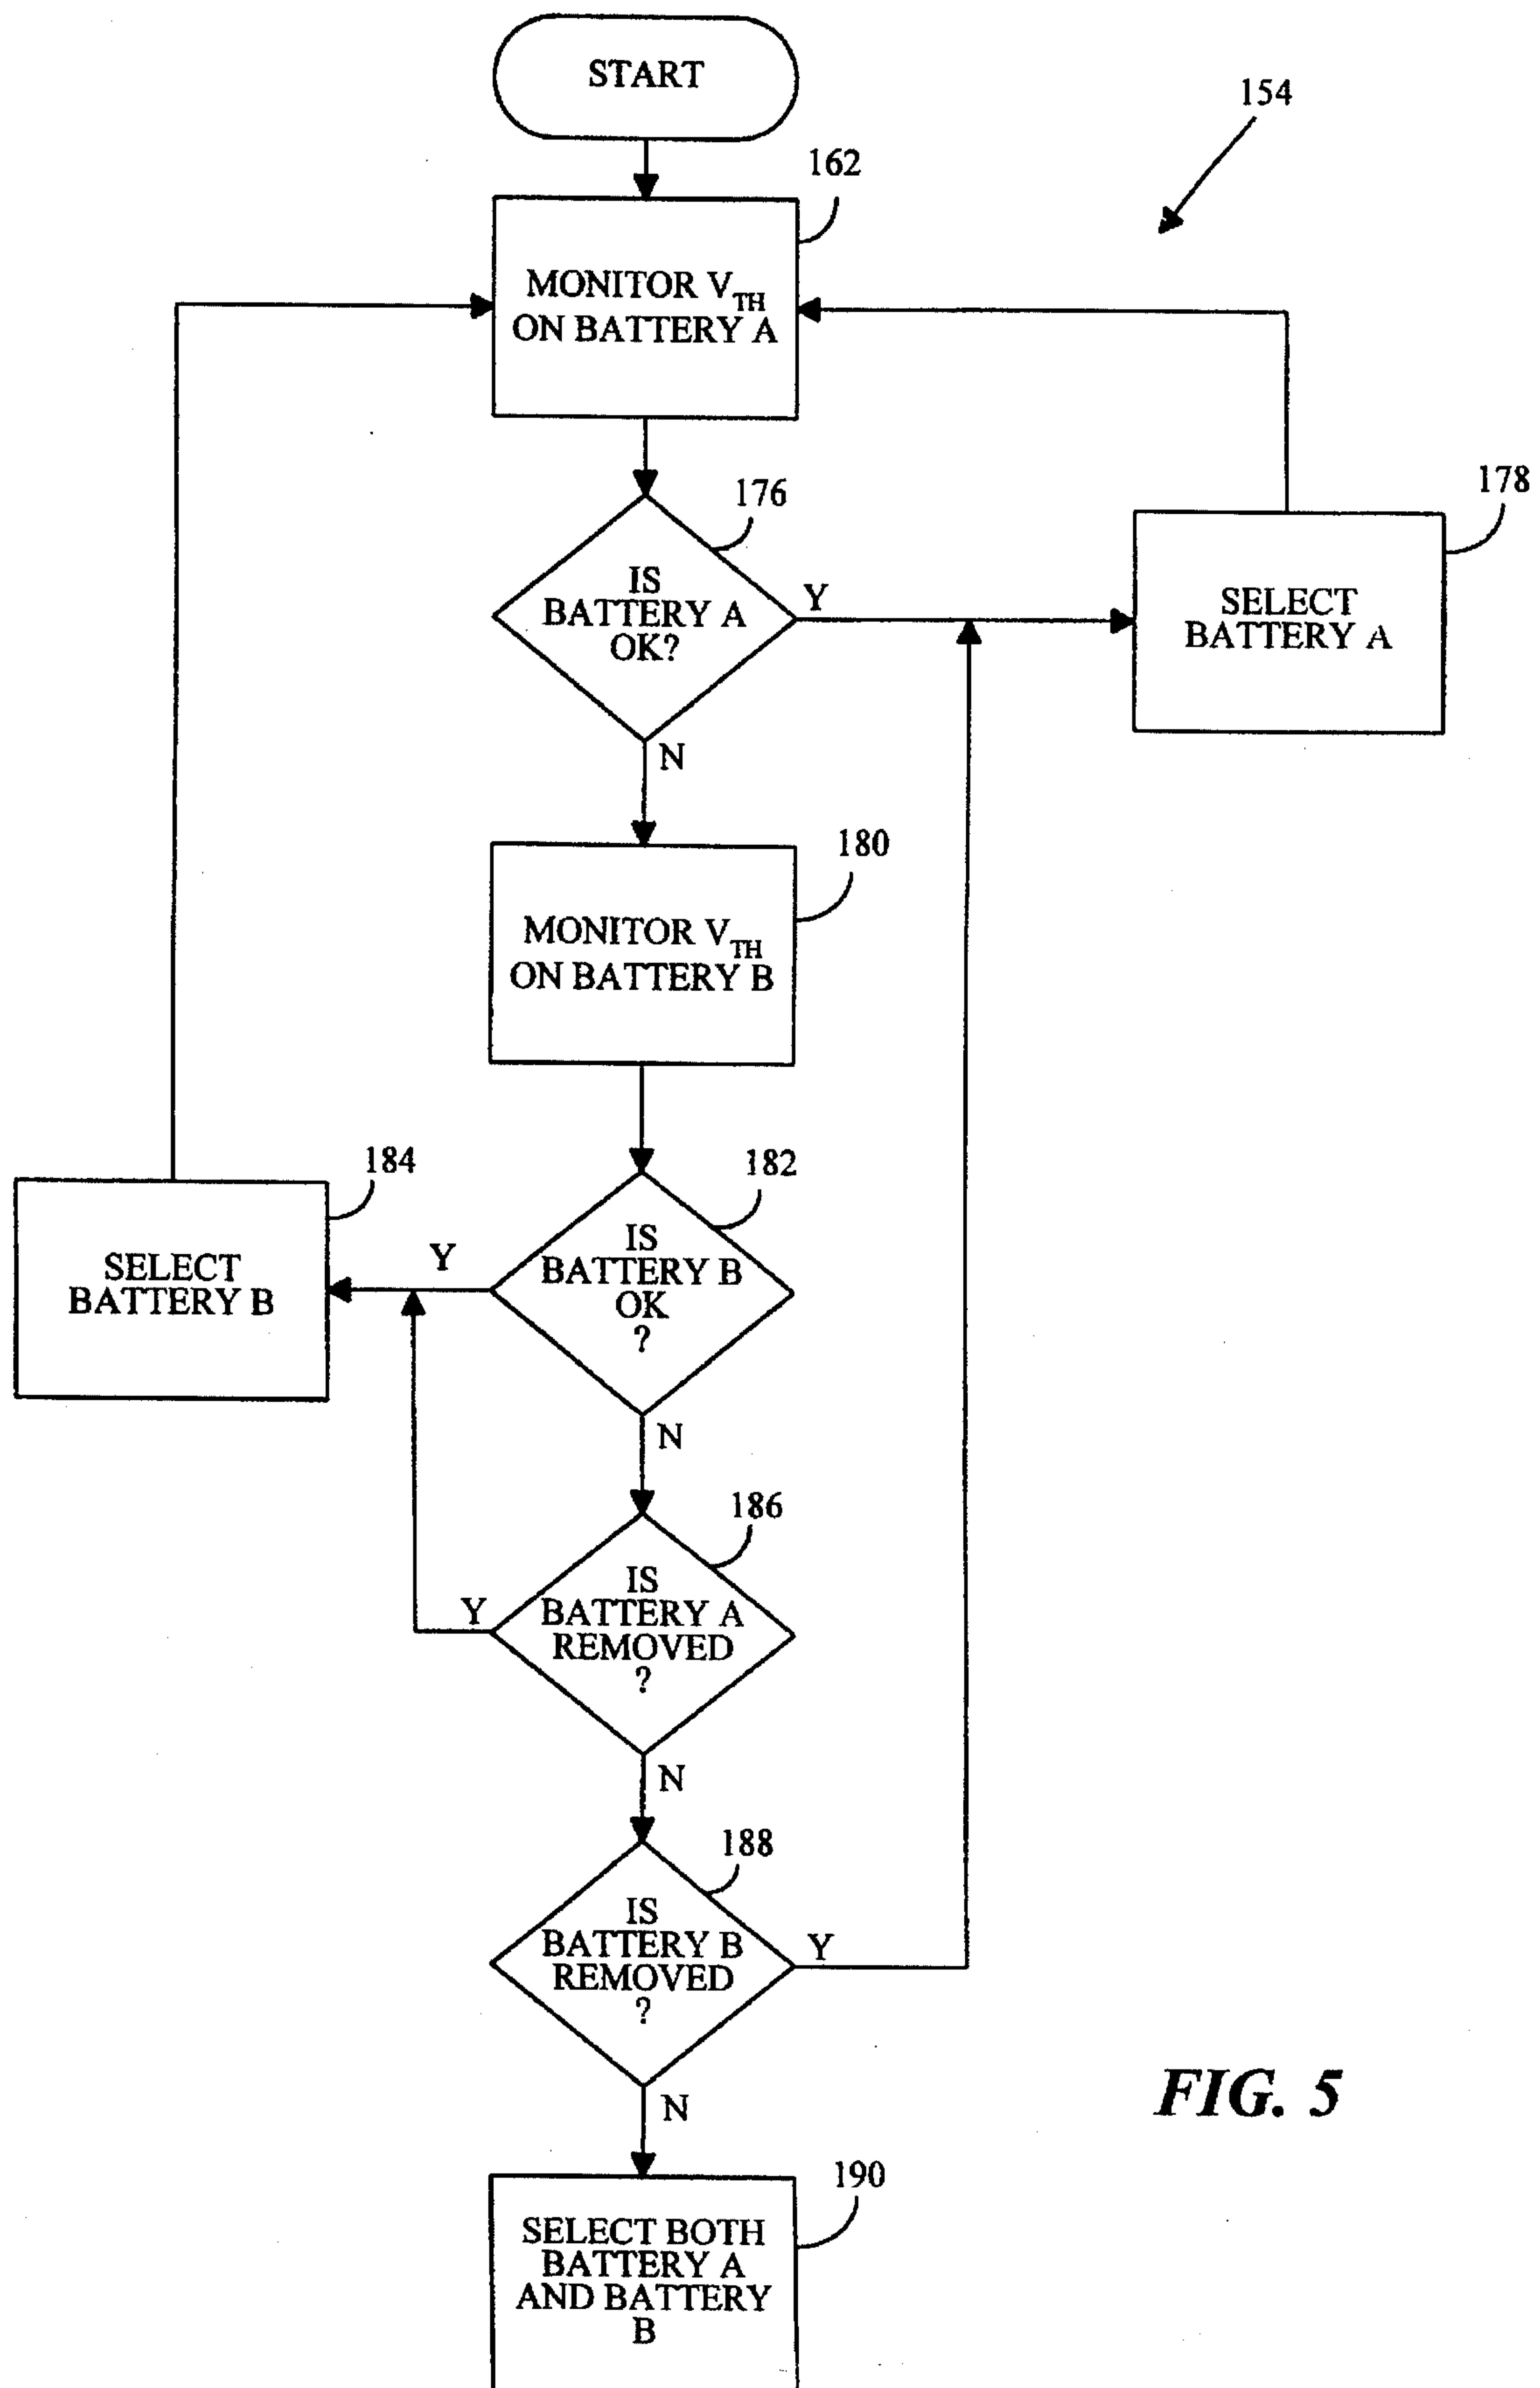 START
154
162
MONITOR VTH
ON BATTERY A
176
178
IS
BATTERY A
OK?
Y
SELECT
BATTERY A
N
180
MONITOR VTH
ON BATTERY B
184
182
SELECT
BATTERY B
Y
IS
BATTERY B
OK
?
N
186
IS
BATTERY A
REMOVED
?
Y
N
188
IS
BATTERY B
REMOVED
?
Y
N
FIG. 5
190
SELECT BOTH
BATTERY A
AND BATTERY
B